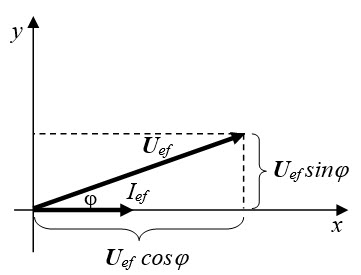 y
U_ef
φ
I_ef
U_ef sinφ
x
U_ef cosφ